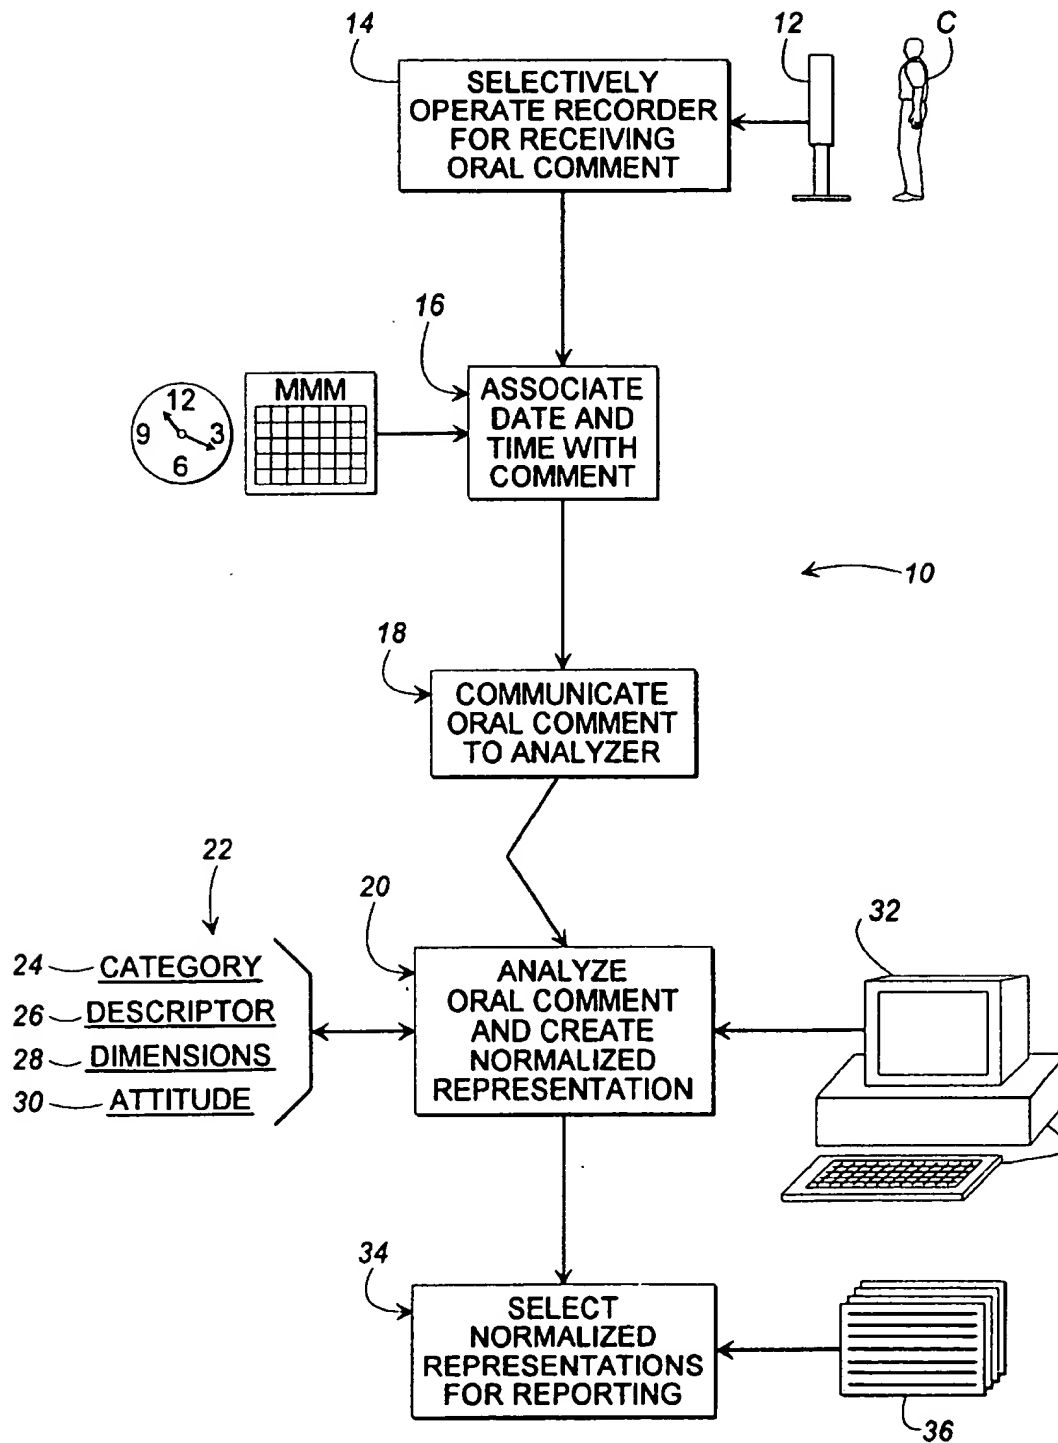 14
12
C
SELECTIVELY
OPERATE RECORDER
FOR RECEIVING
ORAL COMMENT
16
12
9
3
6
MMM
ASSOCIATE
DATE AND
TIME WITH
COMMENT
10
18
COMMUNICATE
ORAL COMMENT
TO ANALYZER
22
20
32
24 CATEGORY
26 DESCRIPTOR
28 DIMENSIONS
30 ATTITUDE
ANALYZE
ORAL COMMENT
AND CREATE
NORMALIZED
REPRESENTATION
34
SELECT
NORMALIZED
REPRESENTATIONS
FOR REPORTING
36